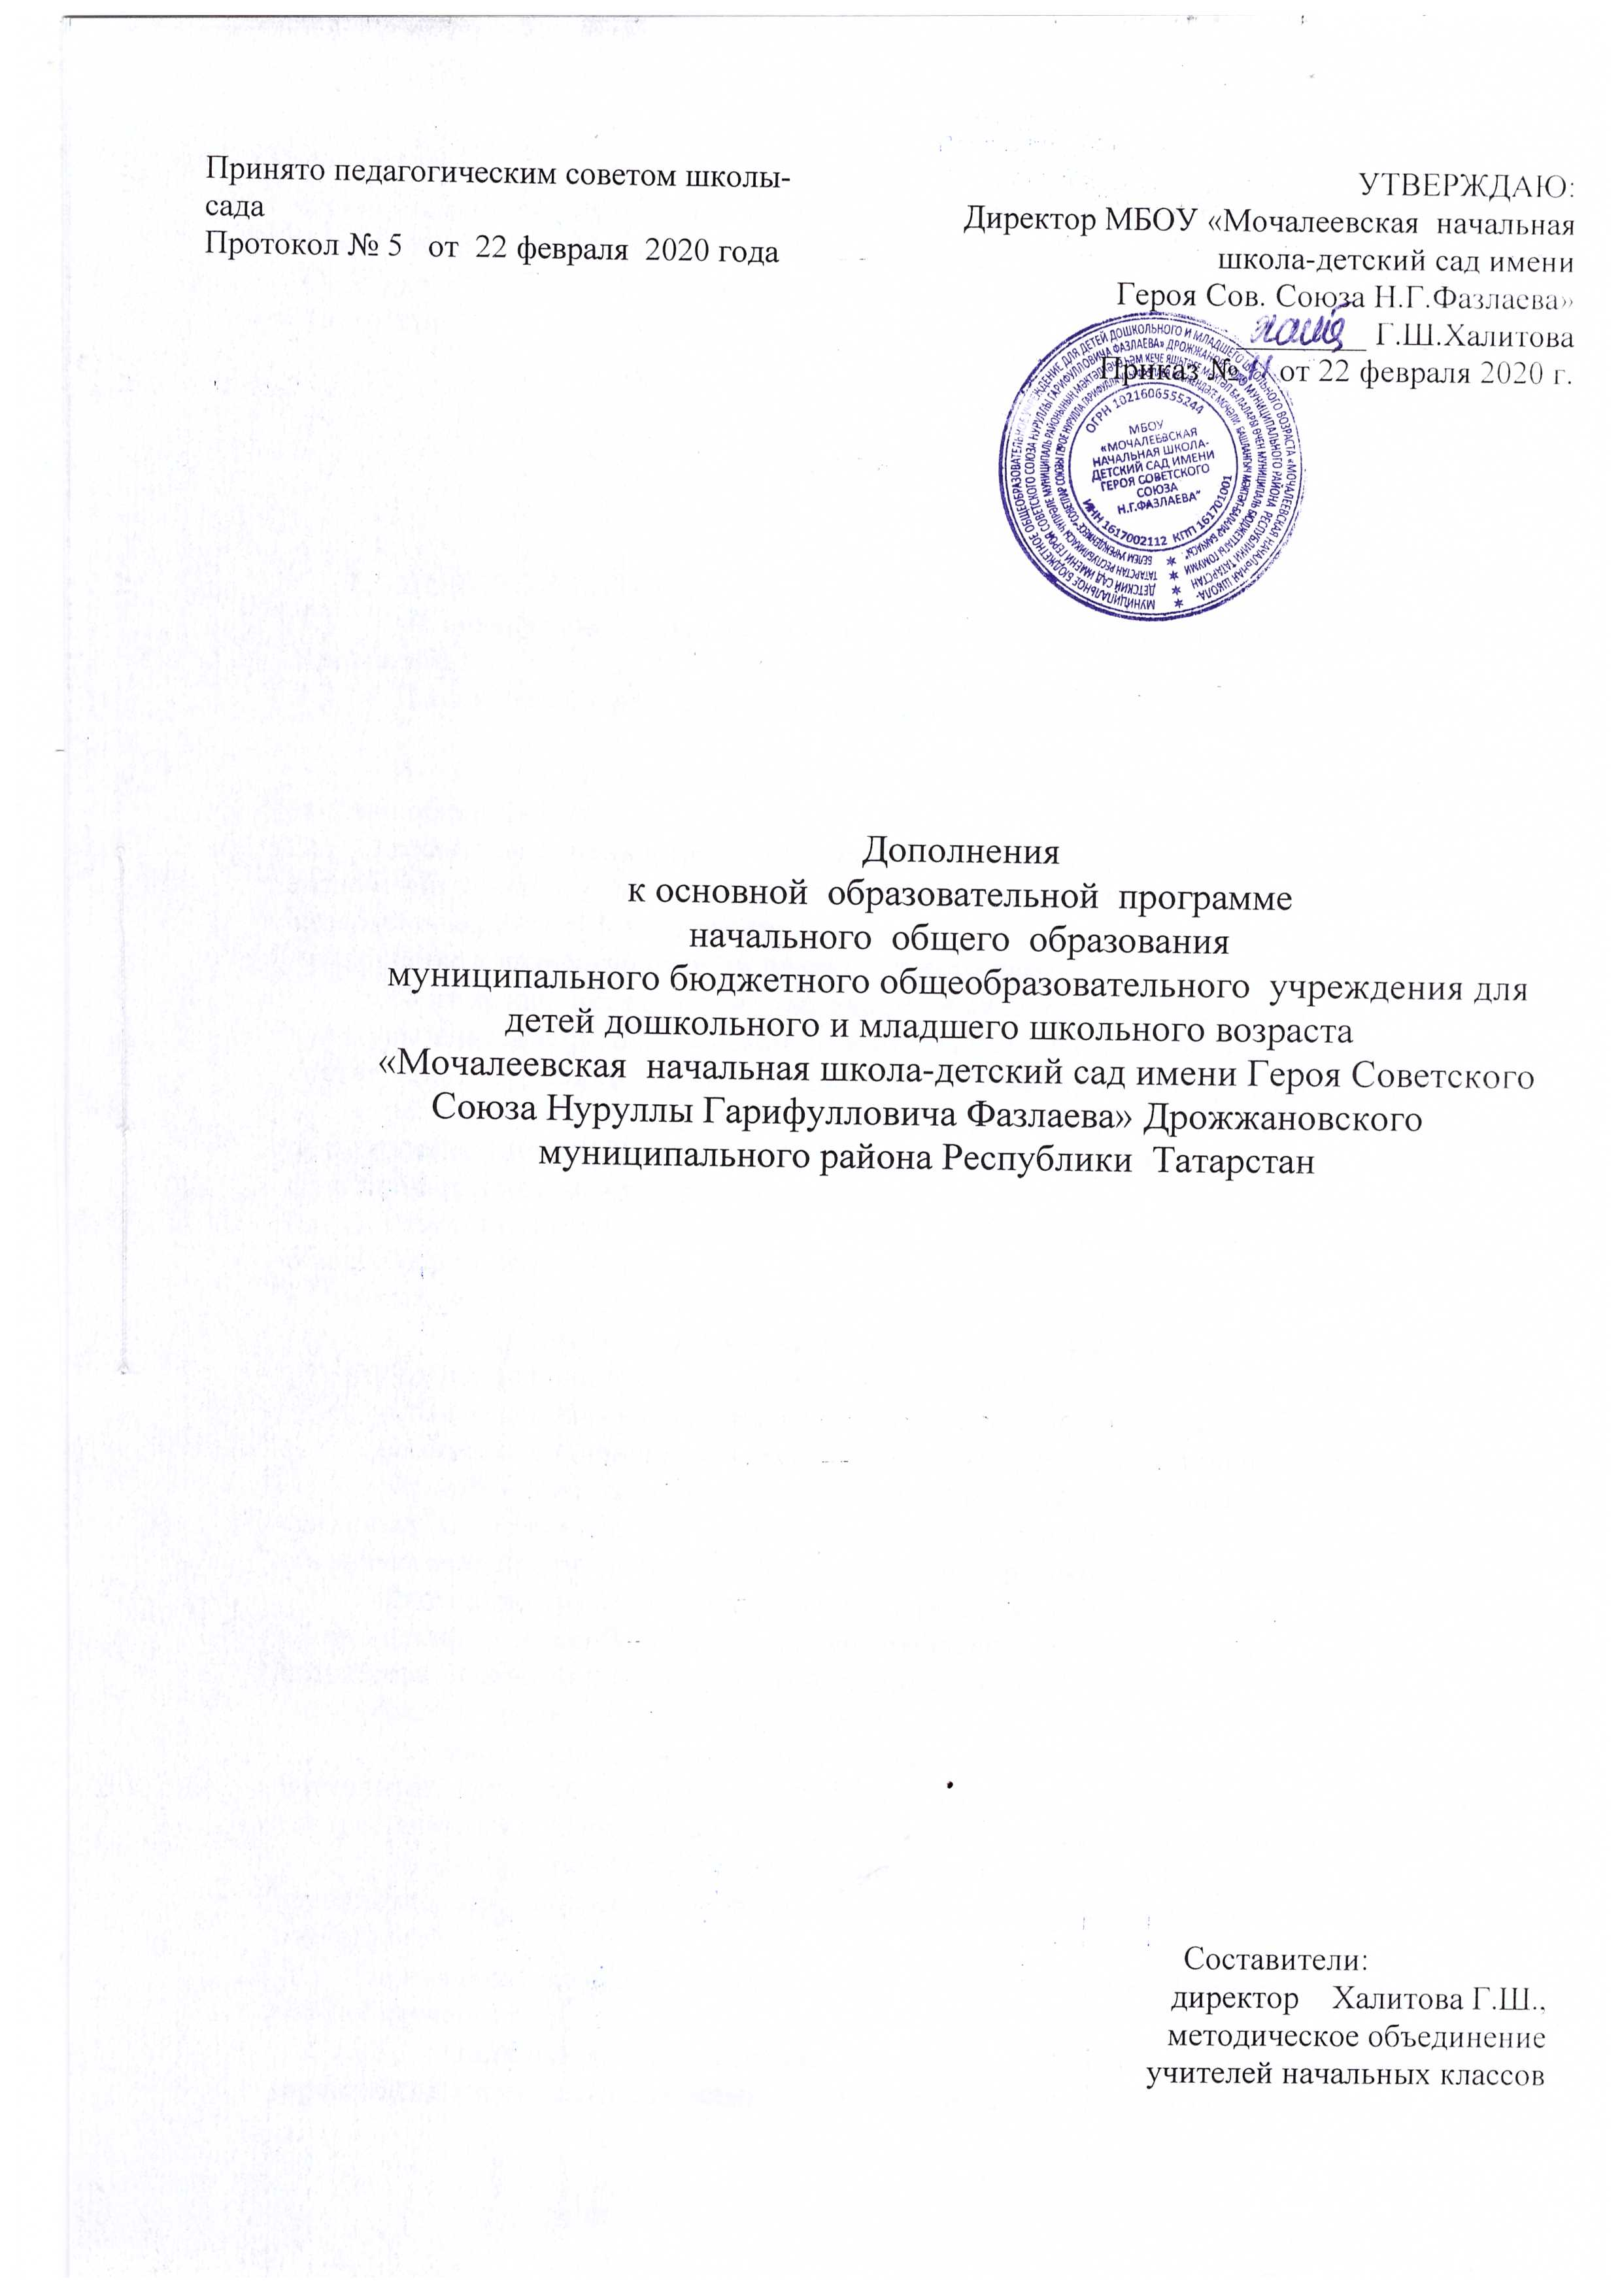 Принято педагогическим советом школы-
сада
Протокол № 5 от 22 февраля 2020 года
УТВЕРЖДАЮ:
Директор МБОУ «Мочалеевская начальная
школа-детский сад имени
Героя Сов. Союза Н.Г.Фазлаева»
Г.Ш.Халитова
Приказ № 11 от 22 февраля 2020 г.
ОГРН 1021606555244
МБОУ
«МОЧАЛЕЕВСКАЯ
НАЧАЛЬНАЯ ШКОЛА-
ДЕТСКИЙ САД ИМЕНИ
ГЕРОЯ СОВЕТСКОГО
СОЮЗА
Н.Г.ФАЗЛАЕВА"
ИНН 1617002112 КПП 161701001
Дополнения
к основной образовательной программе
начального общего образования
муниципального бюджетного общеобразовательного учреждения для
детей дошкольного и младшего школьного возраста
«Мочалеевская начальная школа-детский сад имени Героя Советского
Союза Нуруллы Гарифулловича Фазлаева» Дрожжановского
муниципального района Республики Татарстан
Составители:
директор Халитова Г.Ш.,
методическое объединение
учителей начальных классов